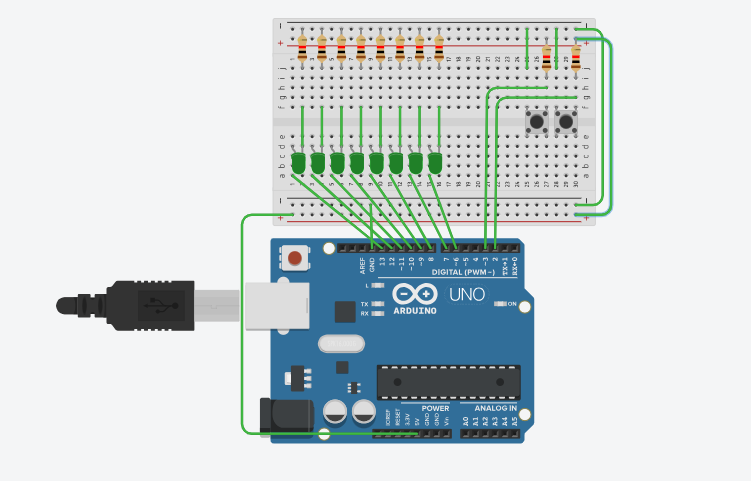 - +
- +
j
i
h
g
f
e
d
c
b
a
- +
AREF
GND
13
12
~11
~10
~9
8
7
~6
~5
4
~3
2
TX→1
RX←0
DIGITAL (PWM~)
L
TX
RX
UNO
ARDUINO
ON
POWER
ANALOG IN
IOREF
RESET
3.3V
5V
GND
GND
Vin
A0
A1
A2
A3
A4
A5